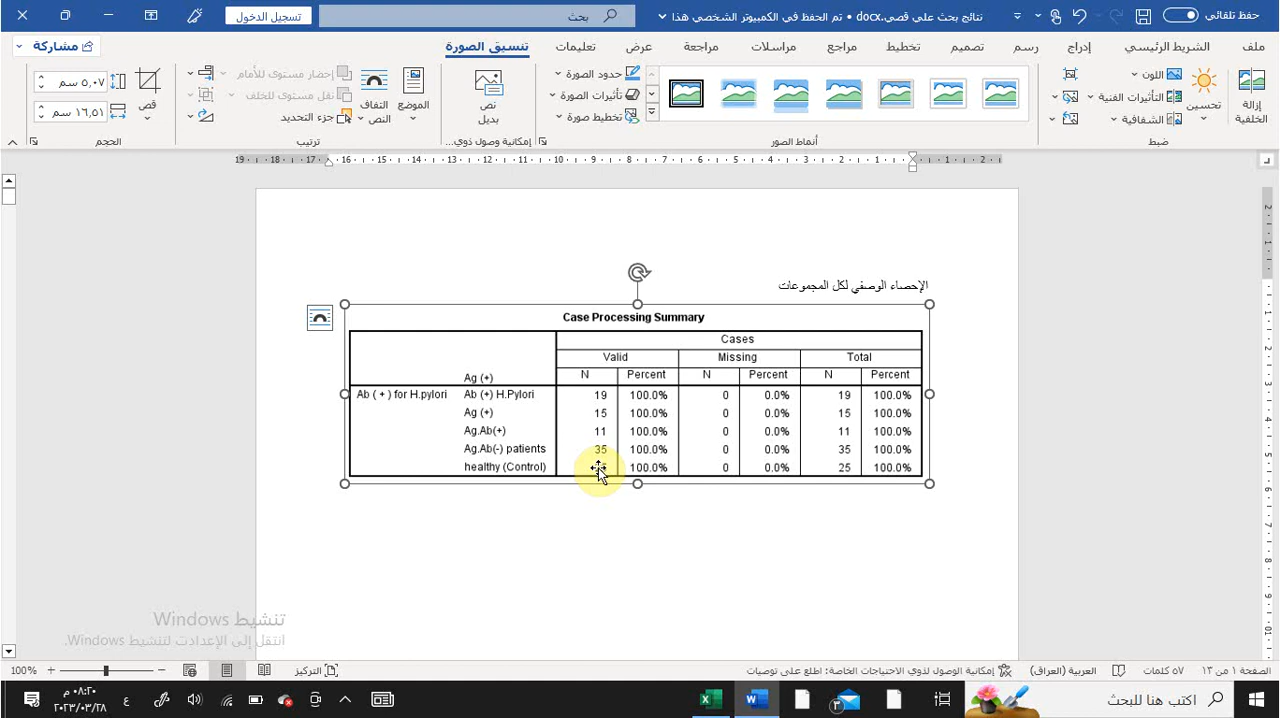 حفظ تلقائي
نتائج بحث على قصي.docx • تم الحفظ في الكمبيوتر الشخصي هذا
بحث
تسجيل الدخول
ملف
الشريط الرئيسي
إدراج
رسم
تصميم
تخطيط
مراجع
مراسلات
مراجعة
عرض
تعليمات
تنسيق الصورة
مشاركة
إزالة
الخلفية
تحسين
اللون
التأثيرات الفنية
الشفافية
ضبط
أنماط الصور
حدود الصورة
تأثيرات الصورة
تخطيط صورة
نص
بديل
إمكانية وصول ذوي...
الموضع
التفاف
النص
إحضار مستوى للأمام
نقل مستوى للخلف
جزء التحديد
ترتيب
قص
٥,٠٧ سم
١٦,٥١ سم
الحجم
الإحصاء الوصفي لكل المجموعات
Case Processing Summary
Cases
Valid Missing Total
Ag (+) N Percent N Percent N Percent
Ab ( + ) for H.pylori Ab (+) H.Pylori 19 100.0% 0 0.0% 19 100.0%
Ag (+) 15 100.0% 0 0.0% 15 100.0%
Ag.Ab(+) 11 100.0% 0 0.0% 11 100.0%
Ag.Ab(-) patients 35 100.0% 0 0.0% 35 100.0%
healthy (Control) 100.0% 0 0.0% 25 100.0%
تنشيط Windows
انتقل إلى الإعدادت لتنشيط Windows.
الصفحة ١ من ١٣
٥٧ كلمات
العربية (العراق)
إمكانية الوصول لذوي الاحتياجات الخاصة: اطلع على توصيات
التركيز
100%
اكتب هنا للبحث
٣
ع
٠٨:٢٠ م
٢٠٢٣/٠٣/٢٨